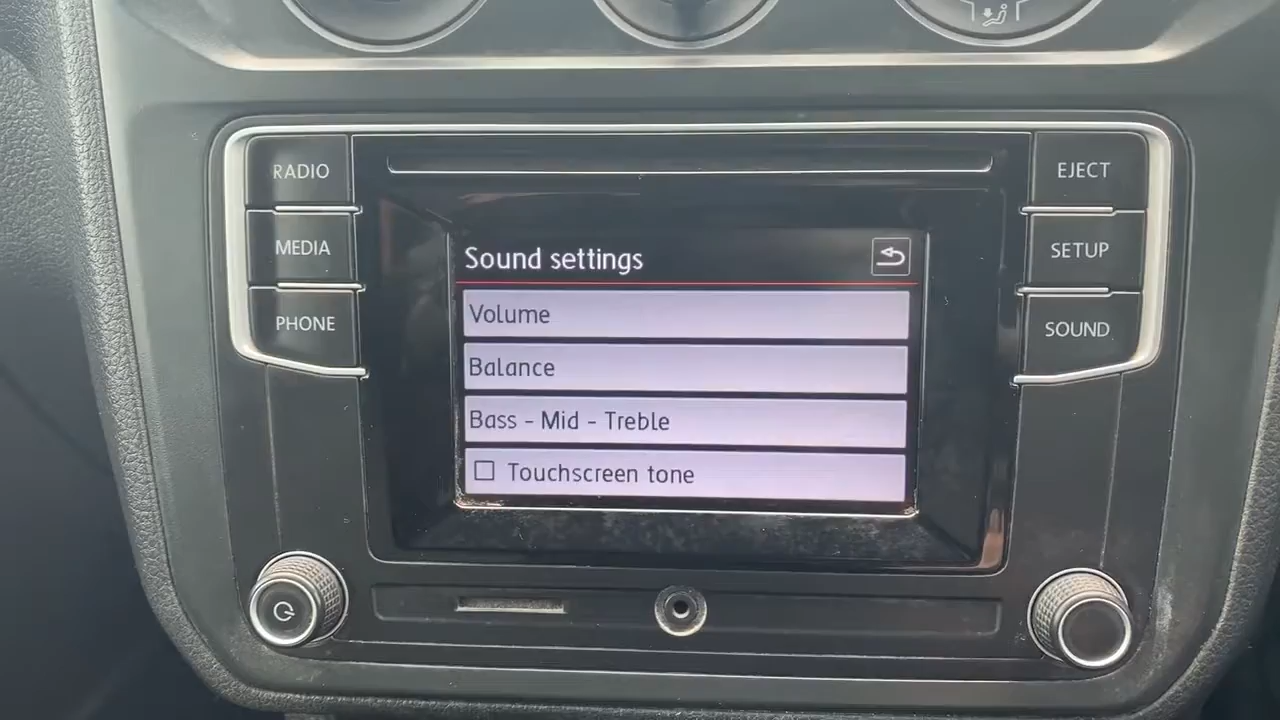 RADIO
MEDIA
PHONE
EJECT
SETUP
SOUND
Sound settings
Volume
Balance
Bass - Mid - Treble
Touchscreen tone